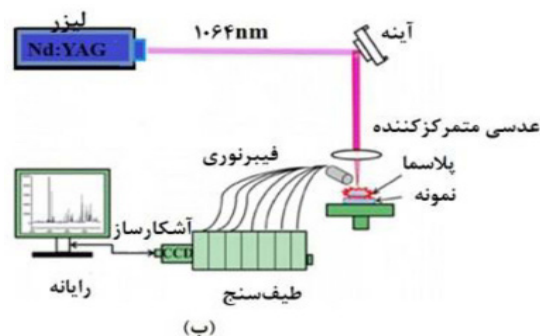 لیزر
Nd:YAG
۱۰۶۴nm
آینه
عدسی متمرکزکننده
فیبرنوری
پلاسما
نمونه
آشکارساز
CCD
رایانه
طیف‌سنج
(ب)